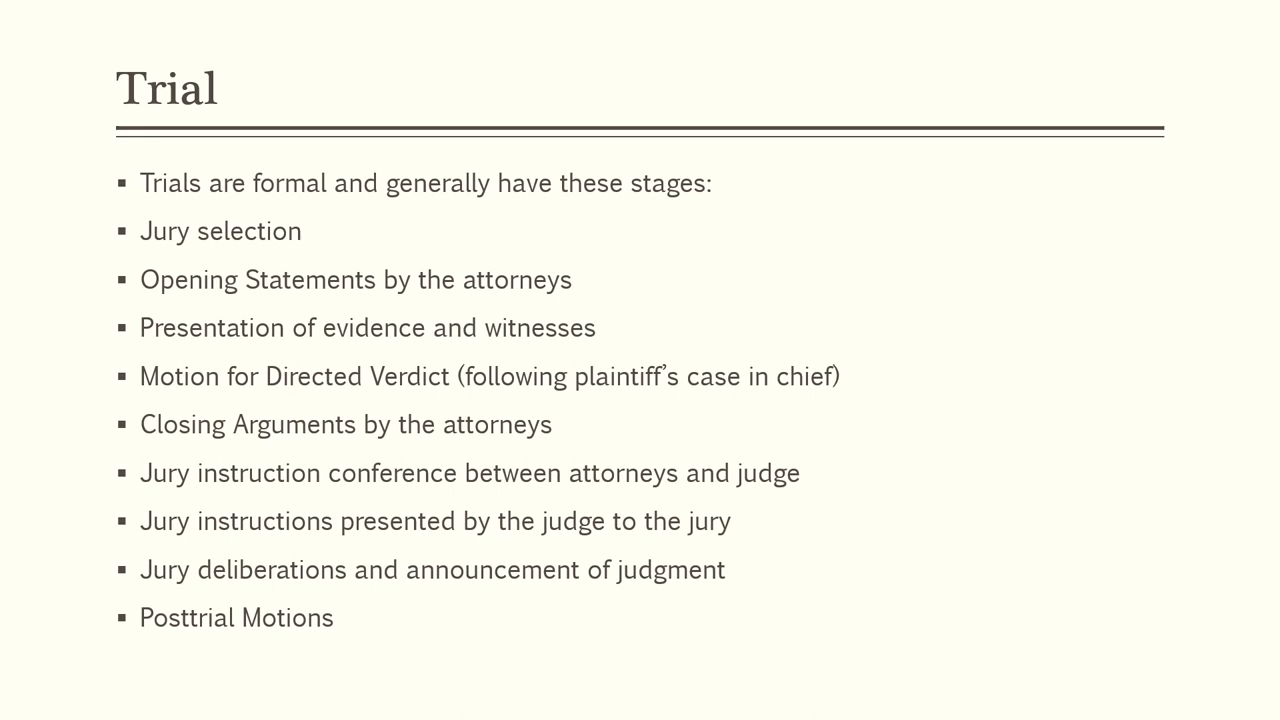 Trial
▪ Trials are formal and generally have these stages:
▪ Jury selection
▪ Opening Statements by the attorneys
▪ Presentation of evidence and witnesses
▪ Motion for Directed Verdict (following plaintiff’s case in chief)
▪ Closing Arguments by the attorneys
▪ Jury instruction conference between attorneys and judge
▪ Jury instructions presented by the judge to the jury
▪ Jury deliberations and announcement of judgment
▪ Posttrial Motions